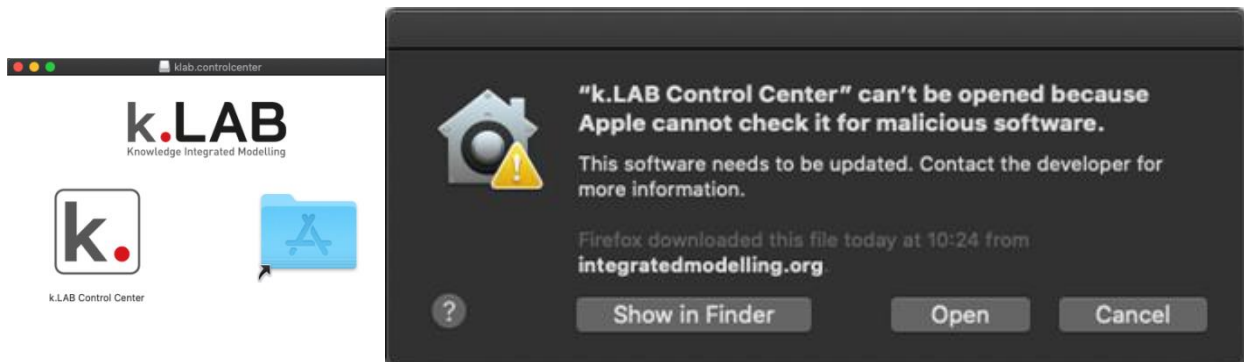 klab.controlcenter
k.LAB
Knowledge Integrated Modelling
k.
k.LAB Control Center
“k.LAB Control Center” can’t be opened because
Apple cannot check it for malicious software.
This software needs to be updated. Contact the developer for
more information.
Firefox downloaded this file today at 10:24 from
integratedmodelling.org
?
Show in Finder
Open
Cancel